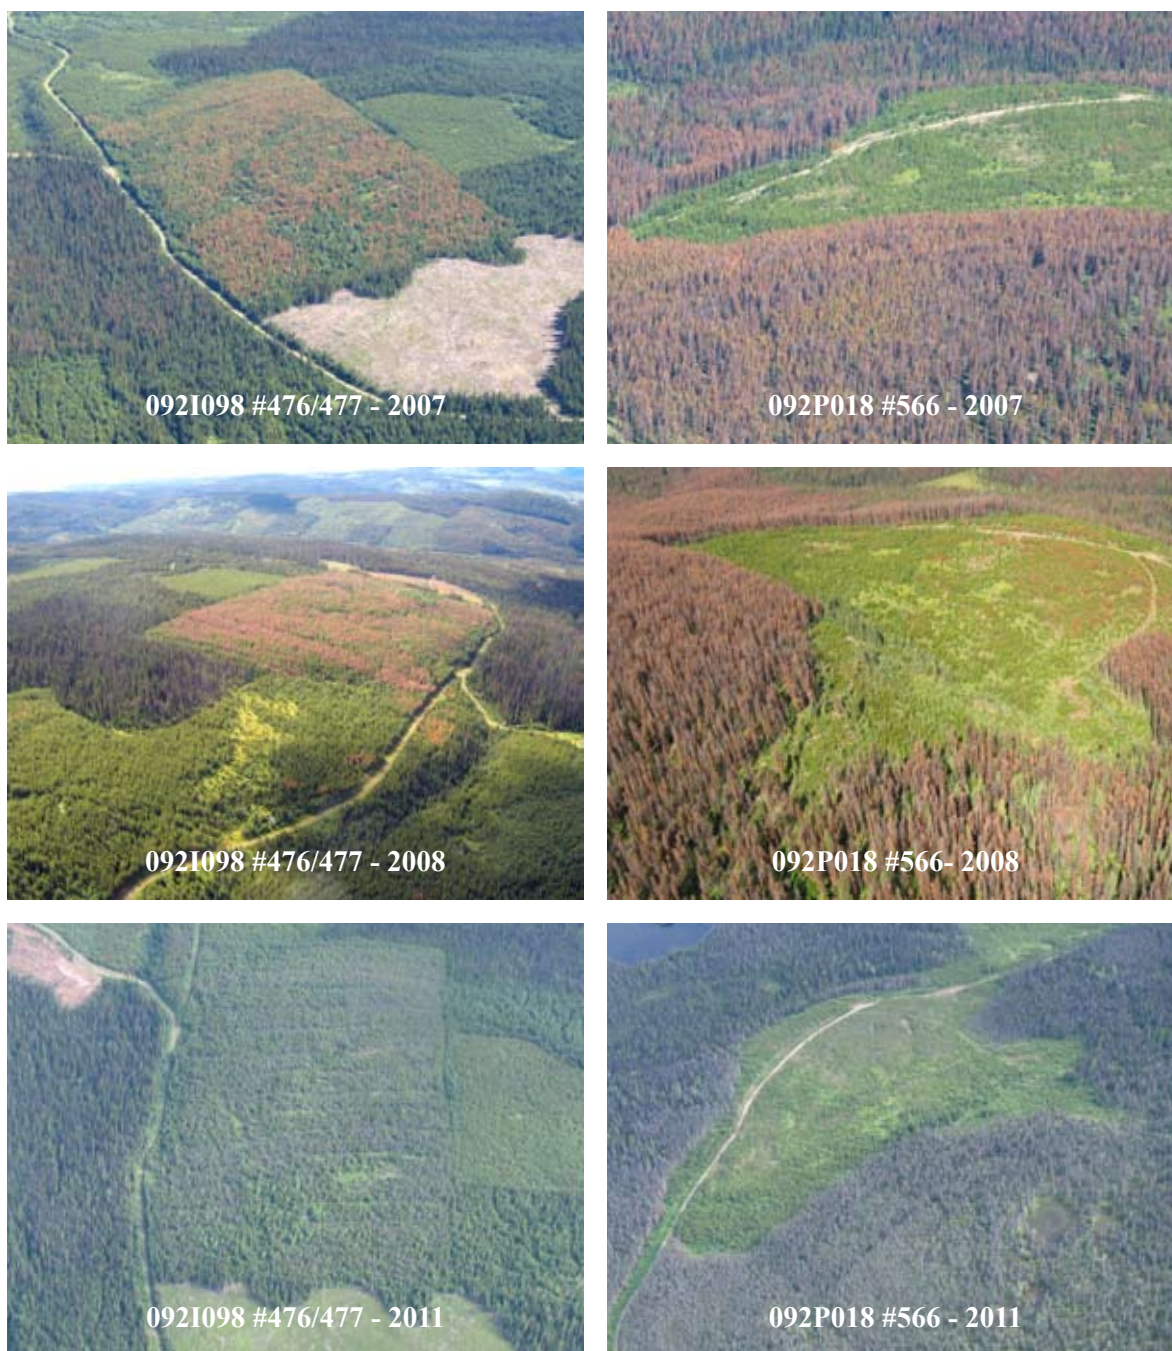 092I098 #476/477 - 2007
092P018 #566 - 2007
092I098 #476/477 - 2008
092P018 #566- 2008
092I098 #476/477 - 2011
092P018 #566 - 2011